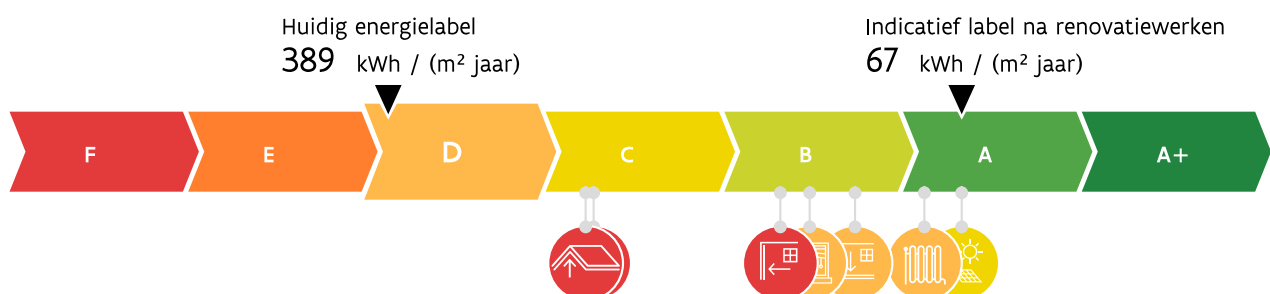 Huidig energielabel
389 kWh / (m² jaar)
Indicatief label na renovatiewerken
67 kWh / (m² jaar)
F E D C B A A+